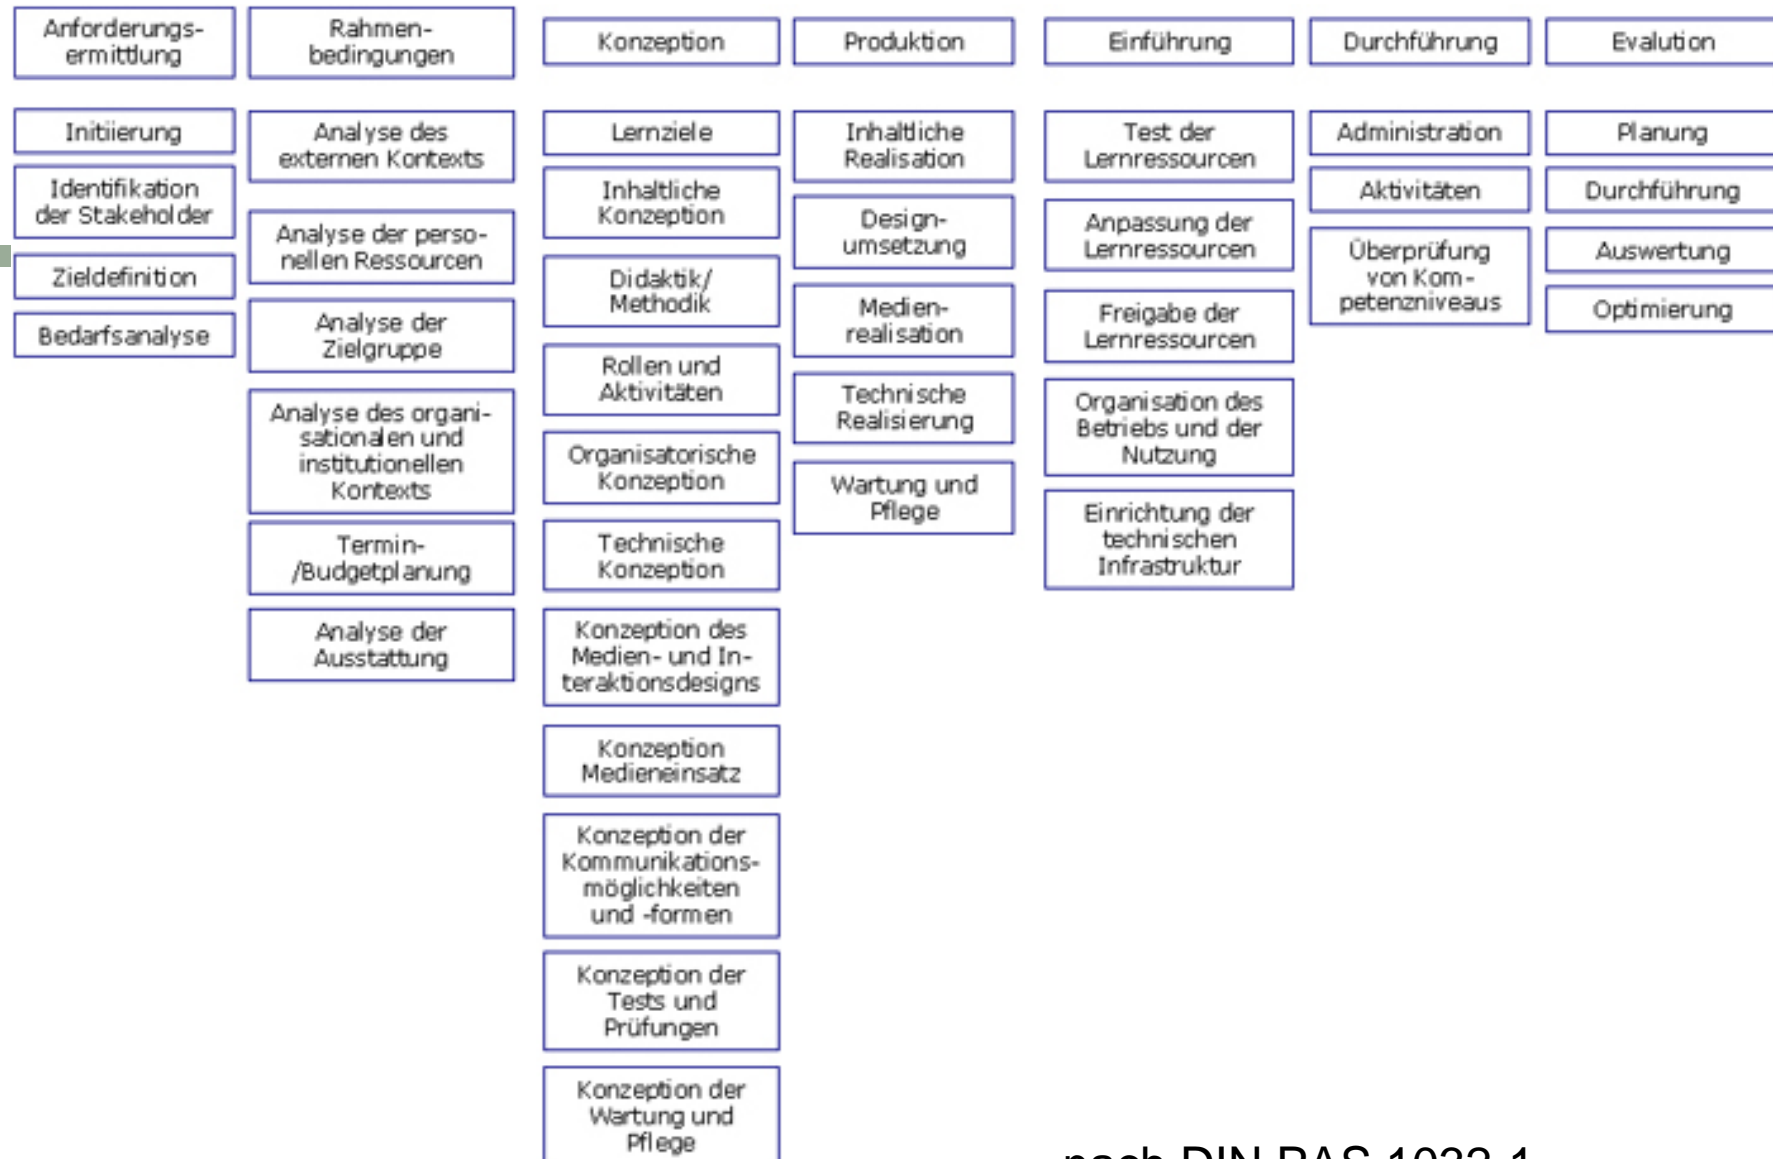 Anforderungs-
ermittlung
Rahmen-
bedingungen
Konzeption
Produktion
Einführung
Durchführung
Evalution
Initiierung
Identifikation
der Stakeholder
Zieldefinition
Bedarfsanalyse
Analyse des
externen Kontexts
Analyse der perso-
nellen Ressourcen
Analyse der
Zielgruppe
Analyse des organi-
sationalen und
institutionellen
Kontexts
Termin-
/Budgetplanung
Analyse der
Ausstattung
Lernziele
Inhaltliche
Konzeption
Didaktik/
Methodik
Rollen und
Aktivitäten
Organisatorische
Konzeption
Technische
Konzeption
Konzeption des
Medien- und In-
teraktionsdesigns
Konzeption
Medieneinsatz
Konzeption der
Kommunikations-
möglichkeiten
und -formen
Konzeption der
Tests und
Prüfungen
Konzeption der
Wartung und
Pflege
Inhaltliche
Realisation
Design-
umsetzung
Medien-
realisation
Technische
Realisierung
Wartung und
Pflege
Test der
Lernressourcen
Anpassung der
Lernressourcen
Freigabe der
Lernressourcen
Organisation des
Betriebs und der
Nutzung
Einrichtung der
technischen
Infrastruktur
Administration
Aktivitäten
Überprüfung
von Kom-
petenzniveaus
Planung
Durchführung
Auswertung
Optimierung
nach DIN PAS 1032-1